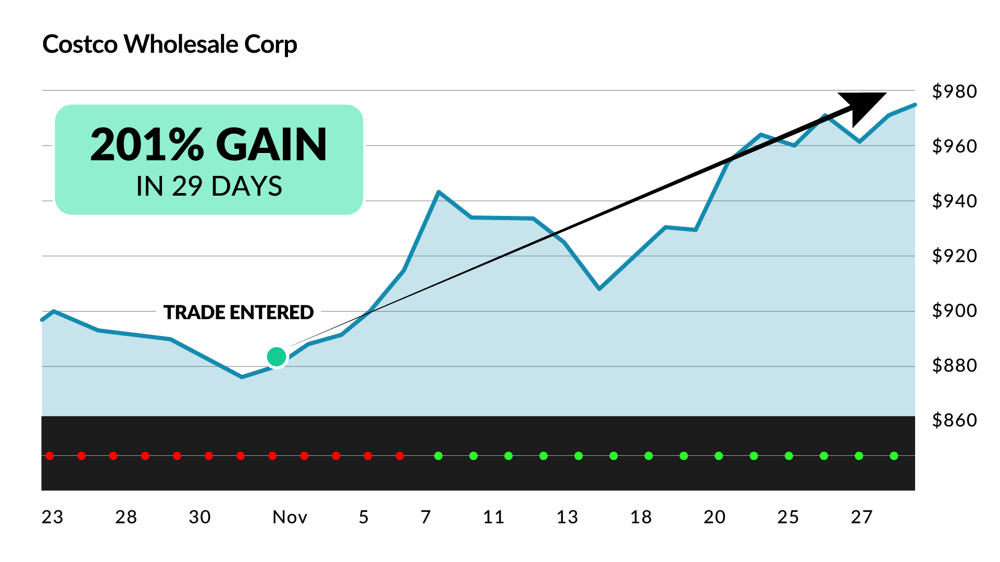 Costco Wholesale Corp
201% GAIN
IN 29 DAYS
TRADE ENTERED
$980
$960
$940
$920
$900
$880
$860
23 28 30 Nov 5 7 11 13 18 20 25 27